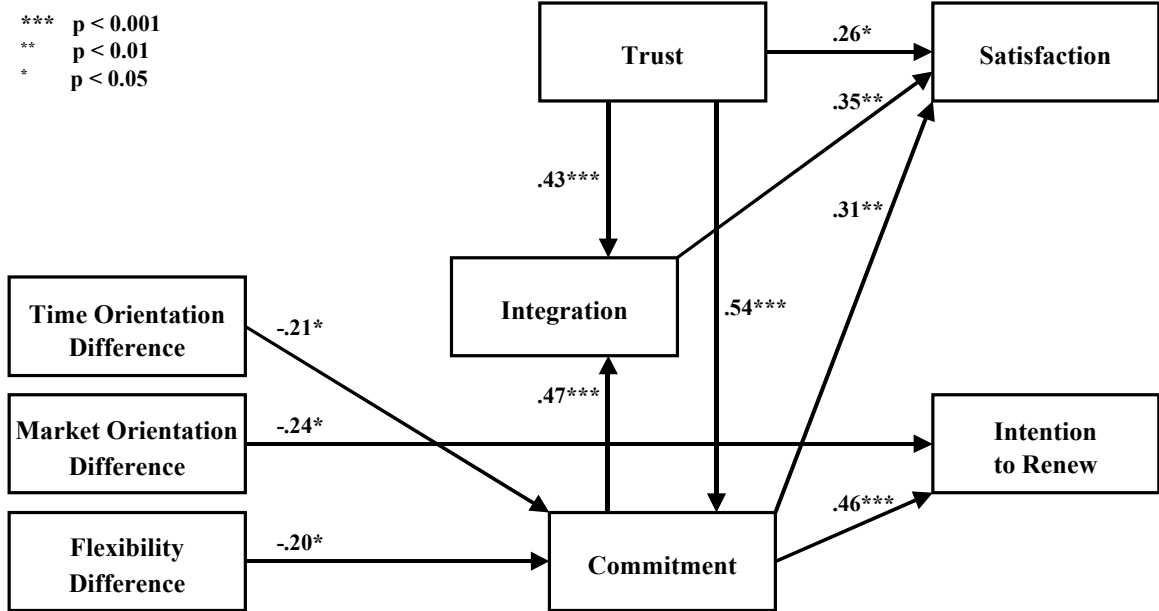 *** p < 0.001
** p < 0.01
* p < 0.05
Trust
.26*
Satisfaction
.35**
.43***
.31**
Integration
.54***
Time Orientation
Difference
-.21*
.47***
Market Orientation
Difference
-.24*
Intention
to Renew
.46***
Flexibility
Difference
-.20*
Commitment